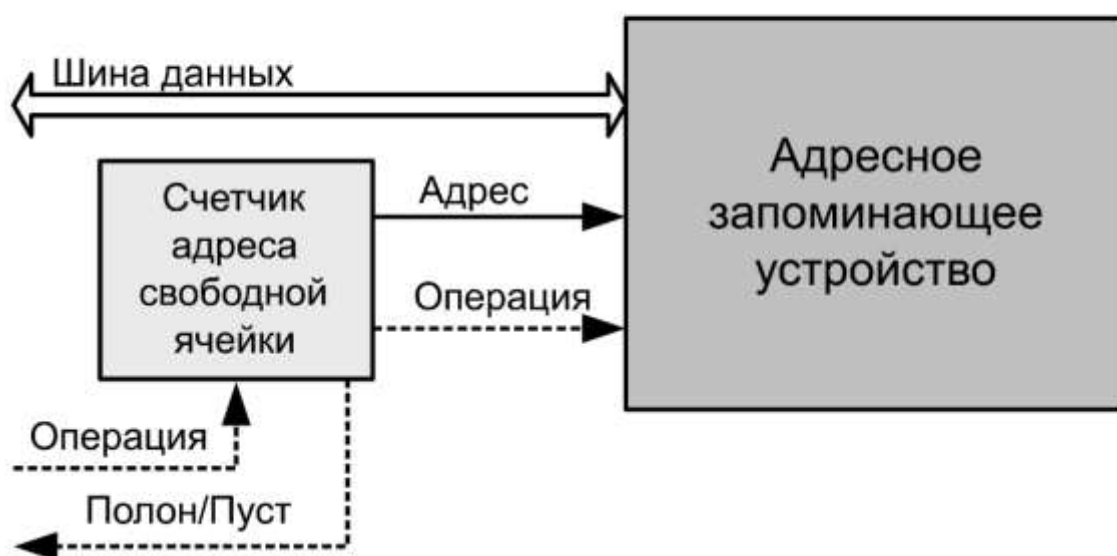 Шина данных
Адресное
запоминающее
устройство
Счетчик
адреса
свободной
ячейки
Адрес
Операция
Операция
Полон/Пуст